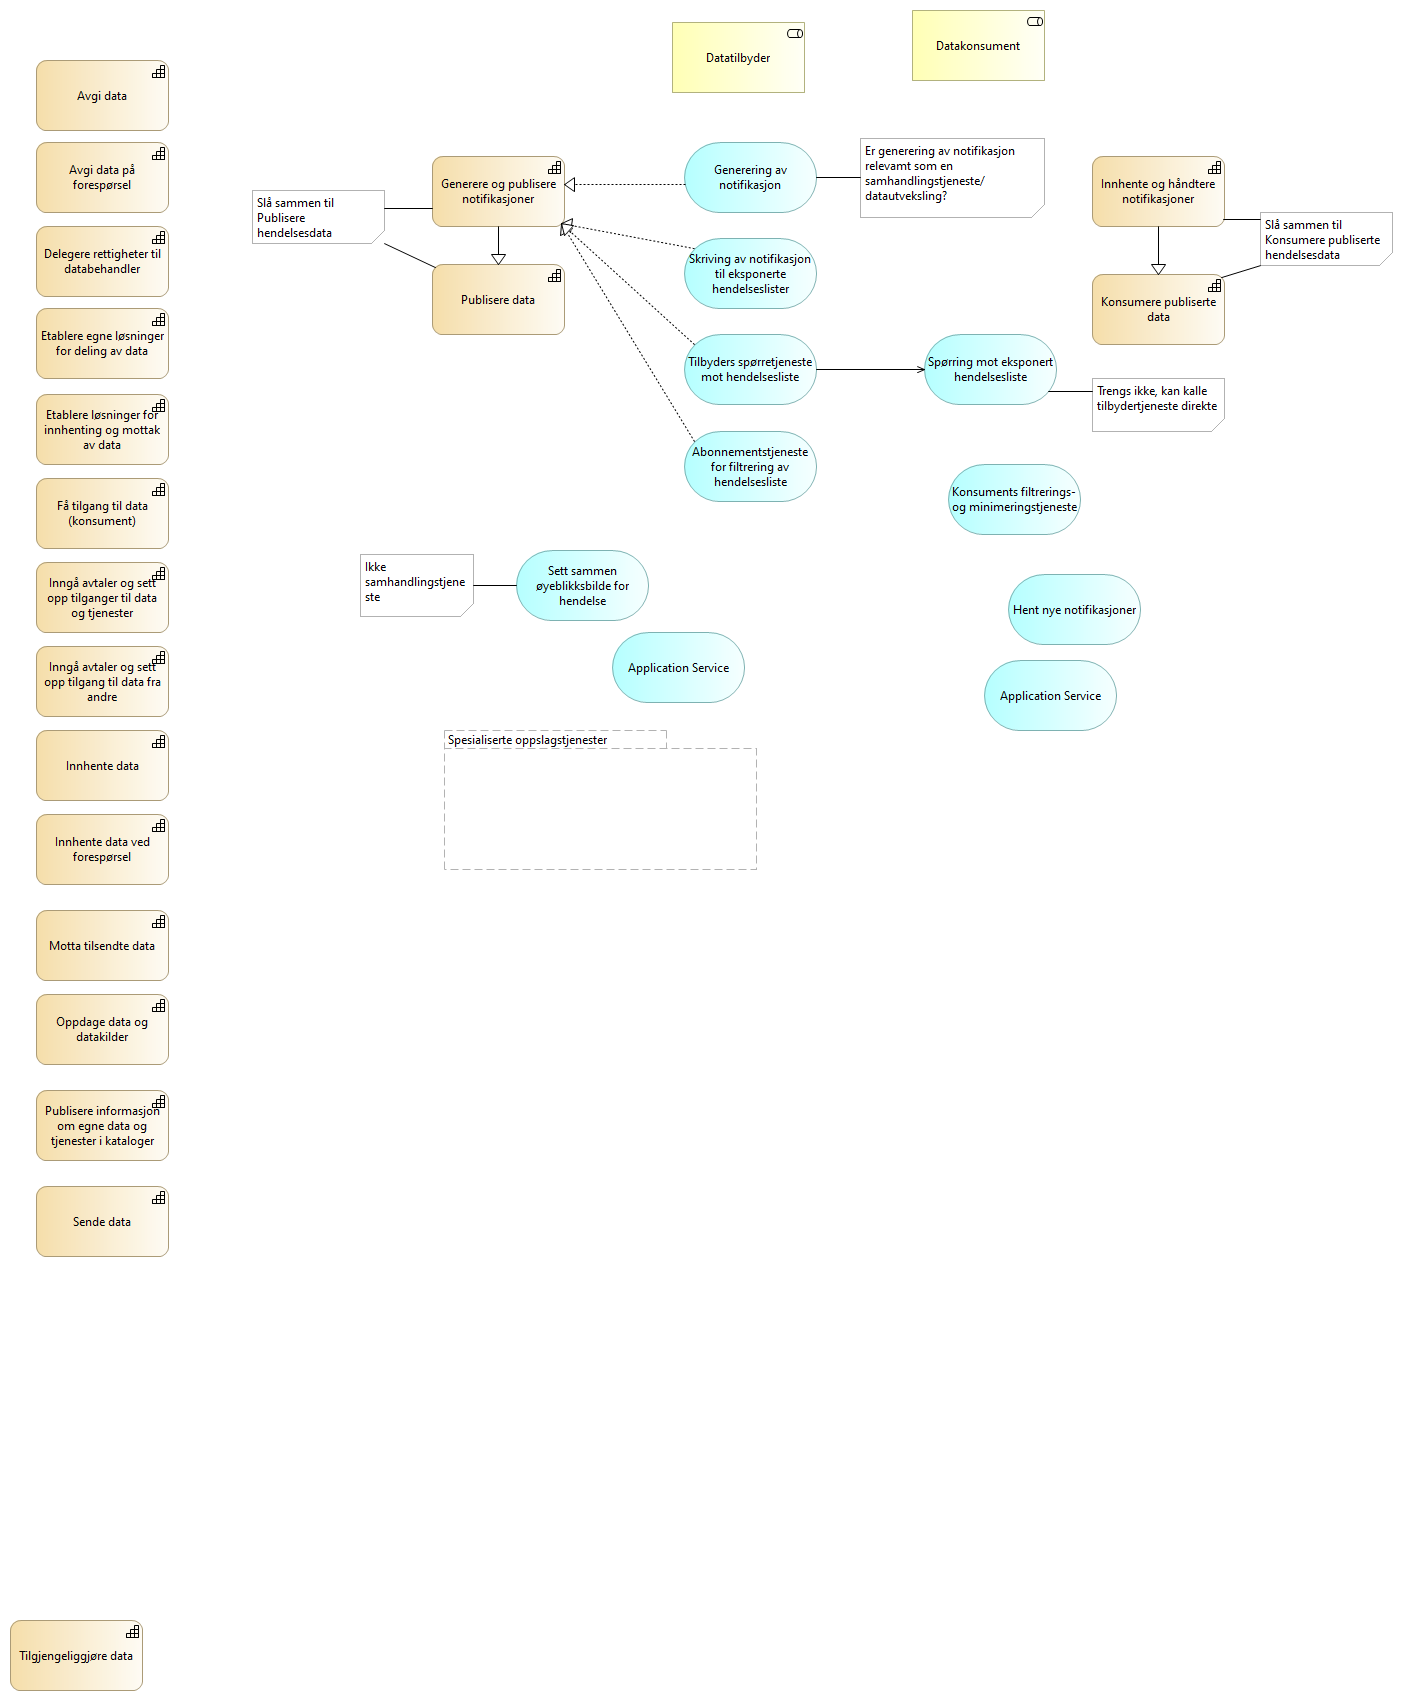 Datatilbyder
Datakonsument
Avgi data
Avgi data på
forespørsel
Delegere rettigheter til
databehandler
Etablere egne løsninger
for deling av data
Etablere løsninger for
innhenting og mottak
av data
Få tilgang til data
(konsument)
Inngå avtaler og sett
opp tilganger til data
og tjenester
Inngå avtaler og sett
opp tilgang til data fra
andre
Innhente data
Innhente data ved
forespørsel
Motta tilsendte data
Oppdage data og
datakilder
Publisere informasjon
om egne data og
tjenester i kataloger
Sende data
Tilgjengeliggjøre data
Slå sammen til
Publisere
hendelsesdata
Generere og publisere
notifikasjoner
Publisere data
Generering av
notifikasjon
Er generering av notifikasjon
relevamt som en
samhandlingstjeneste/
datautveksling?
Skriving av notifikasjon
til eksponerte
hendelseslister
Tilbyders spørretjeneste
mot hendelsesliste
Abonnementstjeneste
for filtrering av
hendelsesliste
Spørring mot eksponert
hendelsesliste
Trengs ikke, kan kalle
tilbydertjeneste direkte
Innhente og håndtere
notifikasjoner
Slå sammen til
Konsumere publiserte
hendelsesdata
Konsumere publiserte
data
Konsuments filtrerings-
og minimeringstjeneste
Ikke
samhandlingstjene
ste
Sett sammen
øyeblikksbilde for
hendelse
Hent nye notifikasjoner
Application Service
Application Service
Spesialiserte oppslagstjenester